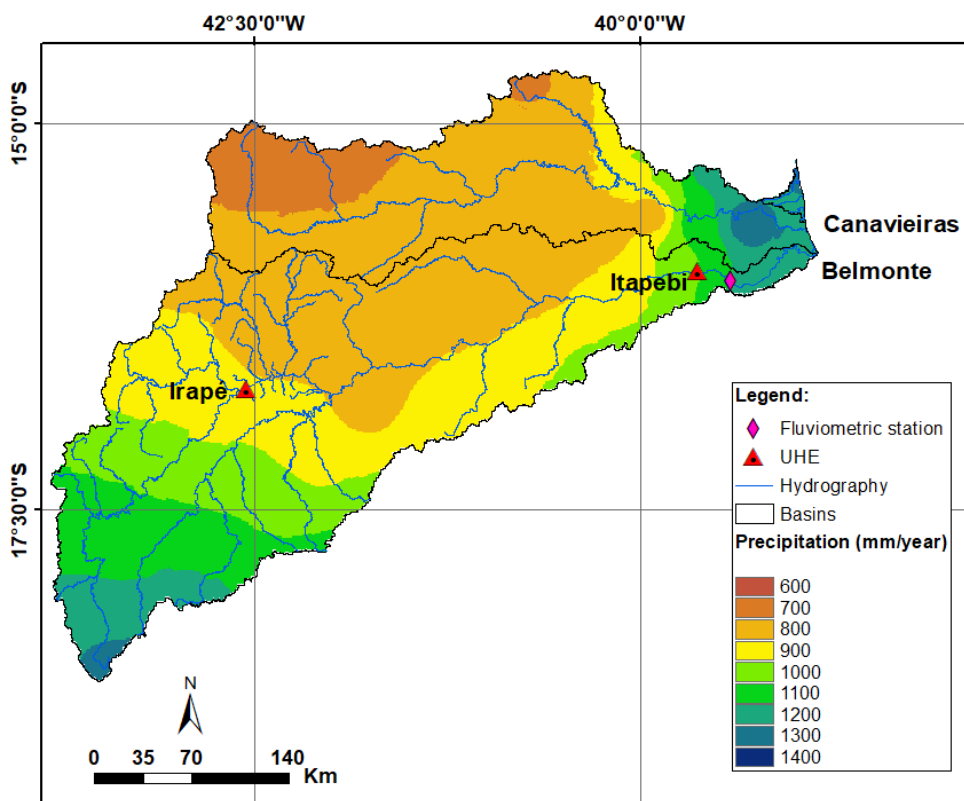 42°30'0"W
40°0'0"W
15°0'0"S
17°30'0"S
Canavieiras
Belmonte
Itapebi
Irapé
Legend:
Fluviometric station
UHE
Hydrography
Basins
Precipitation (mm/year)
600
700
800
900
1000
1100
1200
1300
1400
N
0 35 70 140
Km